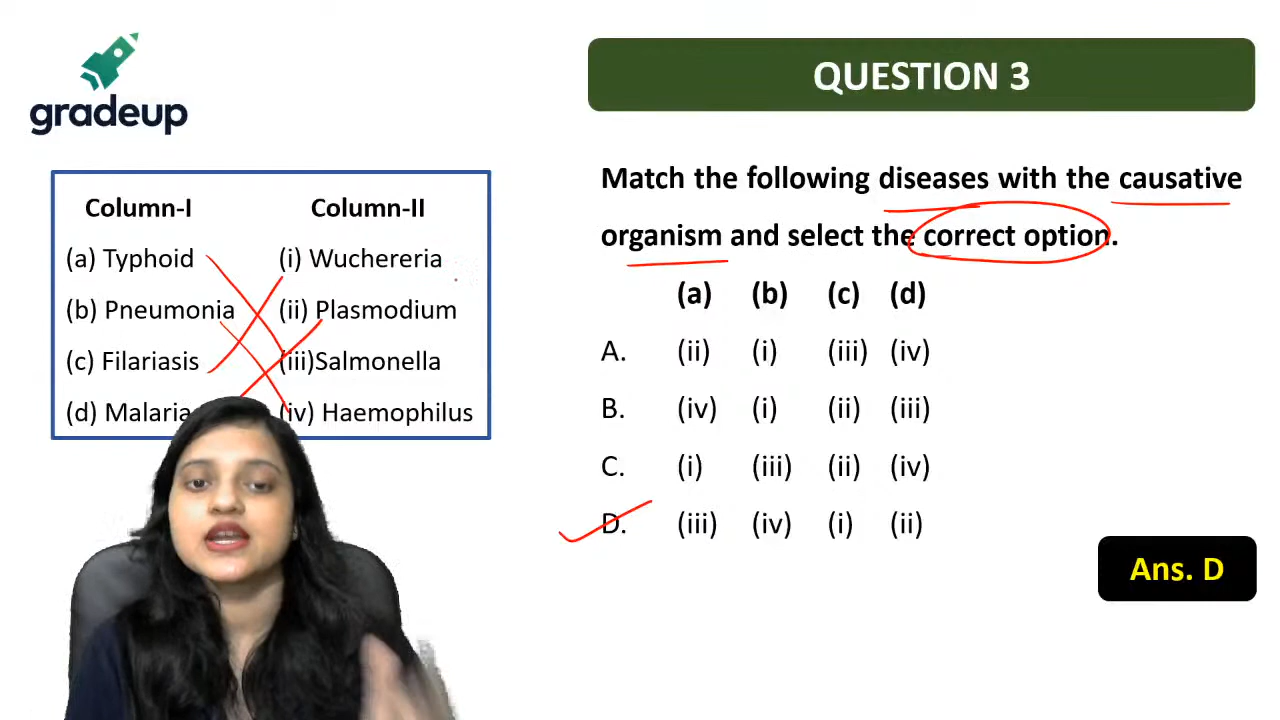 gradeup
QUESTION 3
Match the following diseases with the causative
organism and select the correct option.
Column-I Column-II
(a) Typhoid (i) Wuchereria
(b) Pneumonia (ii) Plasmodium
(c) Filariasis (iii)Salmonella
(d) Malaria (iv) Haemophilus
(a) (b) (c) (d)
A. (ii) (i) (iii) (iv)
B. (iv) (i) (ii) (iii)
C. (i) (iii) (ii) (iv)
D. (iii) (iv) (i) (ii)
Ans. D